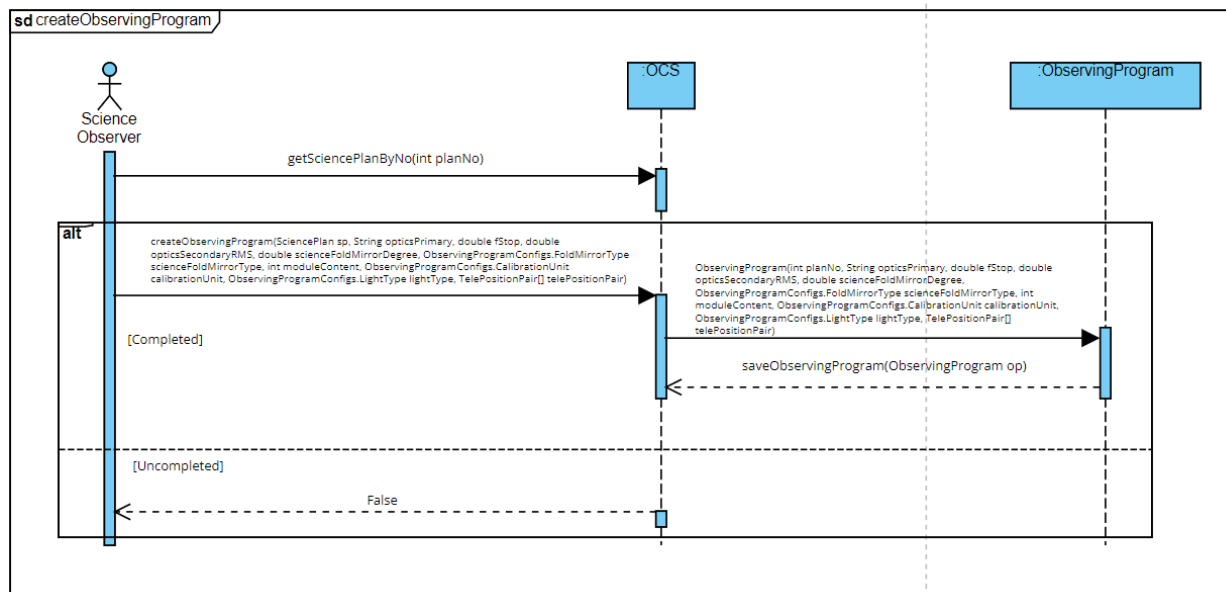 sd createObservingProgram
:OCS
:ObservingProgram
Science
Observer
getSciencePlanByNo(int planNo)
alt
createObservingProgram(SciencePlan sp, String opticsPrimary, double fStop, double
opticsSecondaryRMS, double scienceFoldMirrorDegree, ObservingProgramConfigs.FoldMirrorType
scienceFoldMirrorType, int moduleContent, ObservingProgramConfigs.CalibrationUnit
calibrationUnit, ObservingProgramConfigs.LightType lightType, TelePositionPair[] telePositionPair)
ObservingProgram(int planNo, String opticsPrimary, double fStop, double
opticsSecondaryRMS, double scienceFoldMirrorDegree,
ObservingProgramConfigs.FoldMirrorType scienceFoldMirrorType, int
moduleContent, ObservingProgramConfigs.CalibrationUnit calibrationUnit,
ObservingProgramConfigs.LightType lightType, TelePositionPair[]
telePositionPair)
[Completed]
saveObservingProgram(ObservingProgram op)
[Uncompleted]
False